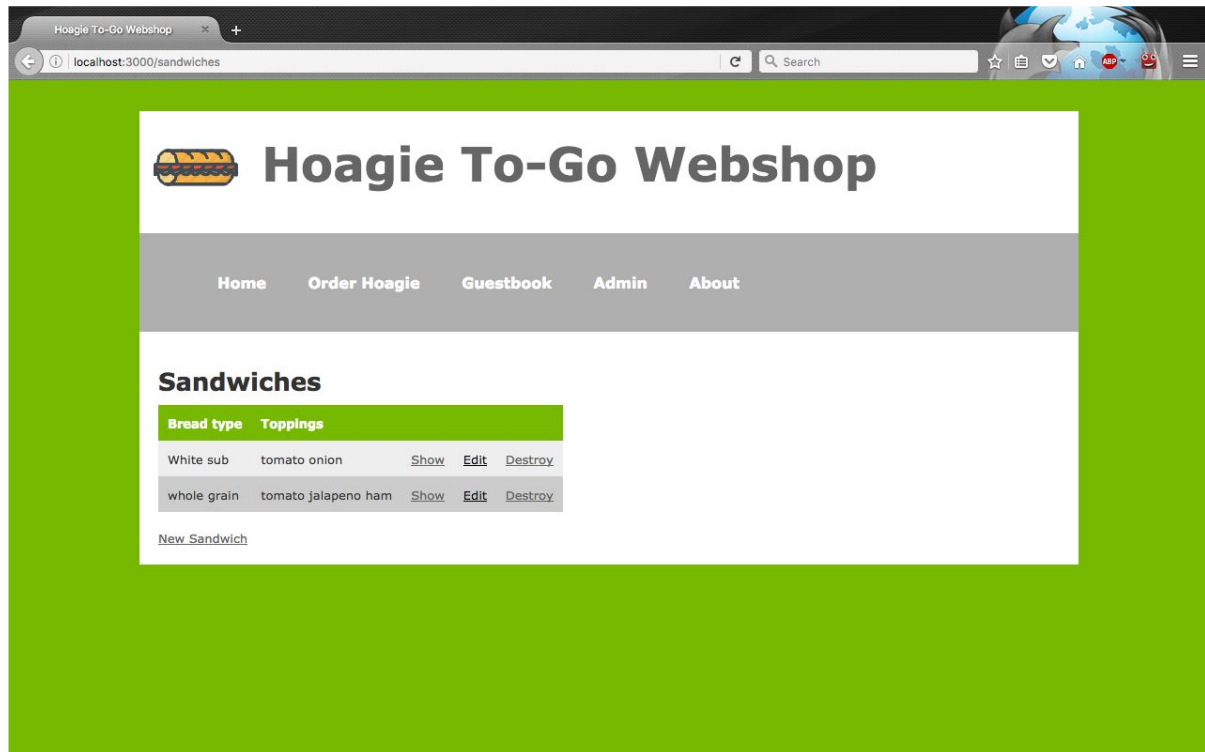 Hoagie To-Go Webshop × +
localhost:3000/sandwiches Search ABP
Hoagie To-Go Webshop
Home Order Hoagie Guestbook Admin About
Sandwiches
Bread type Toppings
White sub tomato onion Show Edit Destroy
whole grain tomato jalapeno ham Show Edit Destroy
New Sandwich